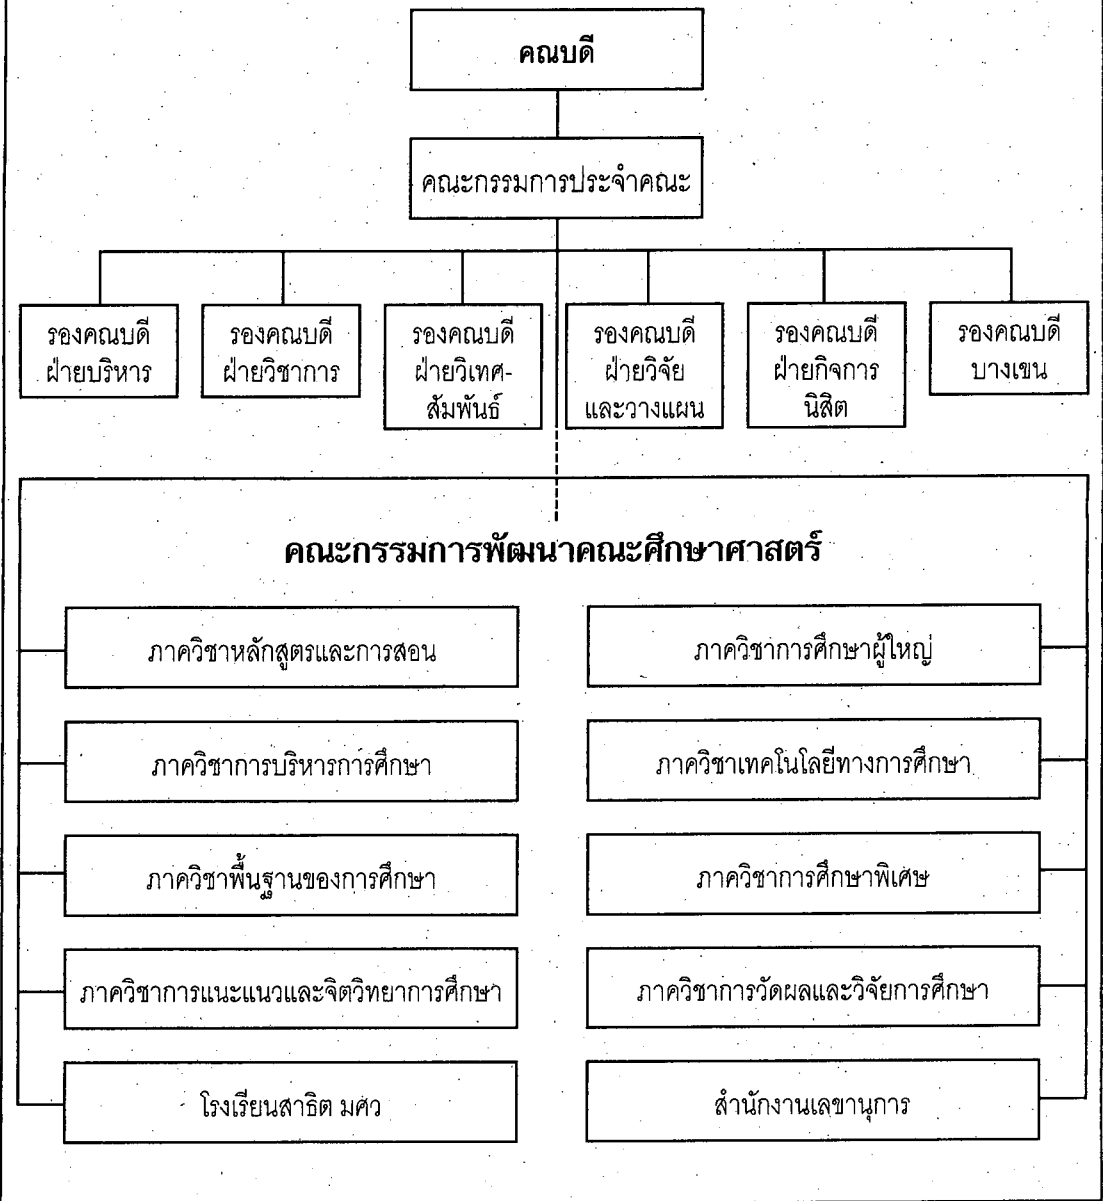 คณบดี
คณะกรรมการประจำคณะ
รองคณบดี
ฝ่ายบริหาร
รองคณบดี
ฝ่ายวิชาการ
รองคณบดี
ฝ่ายวิเทศ-
สัมพันธ์
รองคณบดี
ฝ่ายวิจัย
และวางแผน
รองคณบดี
ฝ่ายกิจการ
นิสิต
รองคณบดี
บางเขน
คณะกรรมการพัฒนาคณะศึกษาศาสตร์
ภาควิชาหลักสูตรและการสอน
ภาควิชาการศึกษาผู้ใหญ่
ภาควิชาการบริหารการศึกษา
ภาควิชาเทคโนโลยีทางการศึกษา
ภาควิชาพื้นฐานของการศึกษา
ภาควิชาการศึกษาพิเศษ
ภาควิชาการแนะแนวและจิตวิทยาการศึกษา
ภาควิชาการวัดผลและวิจัยการศึกษา
โรงเรียนสาธิต มศว
สำนักงานเลขานุการ